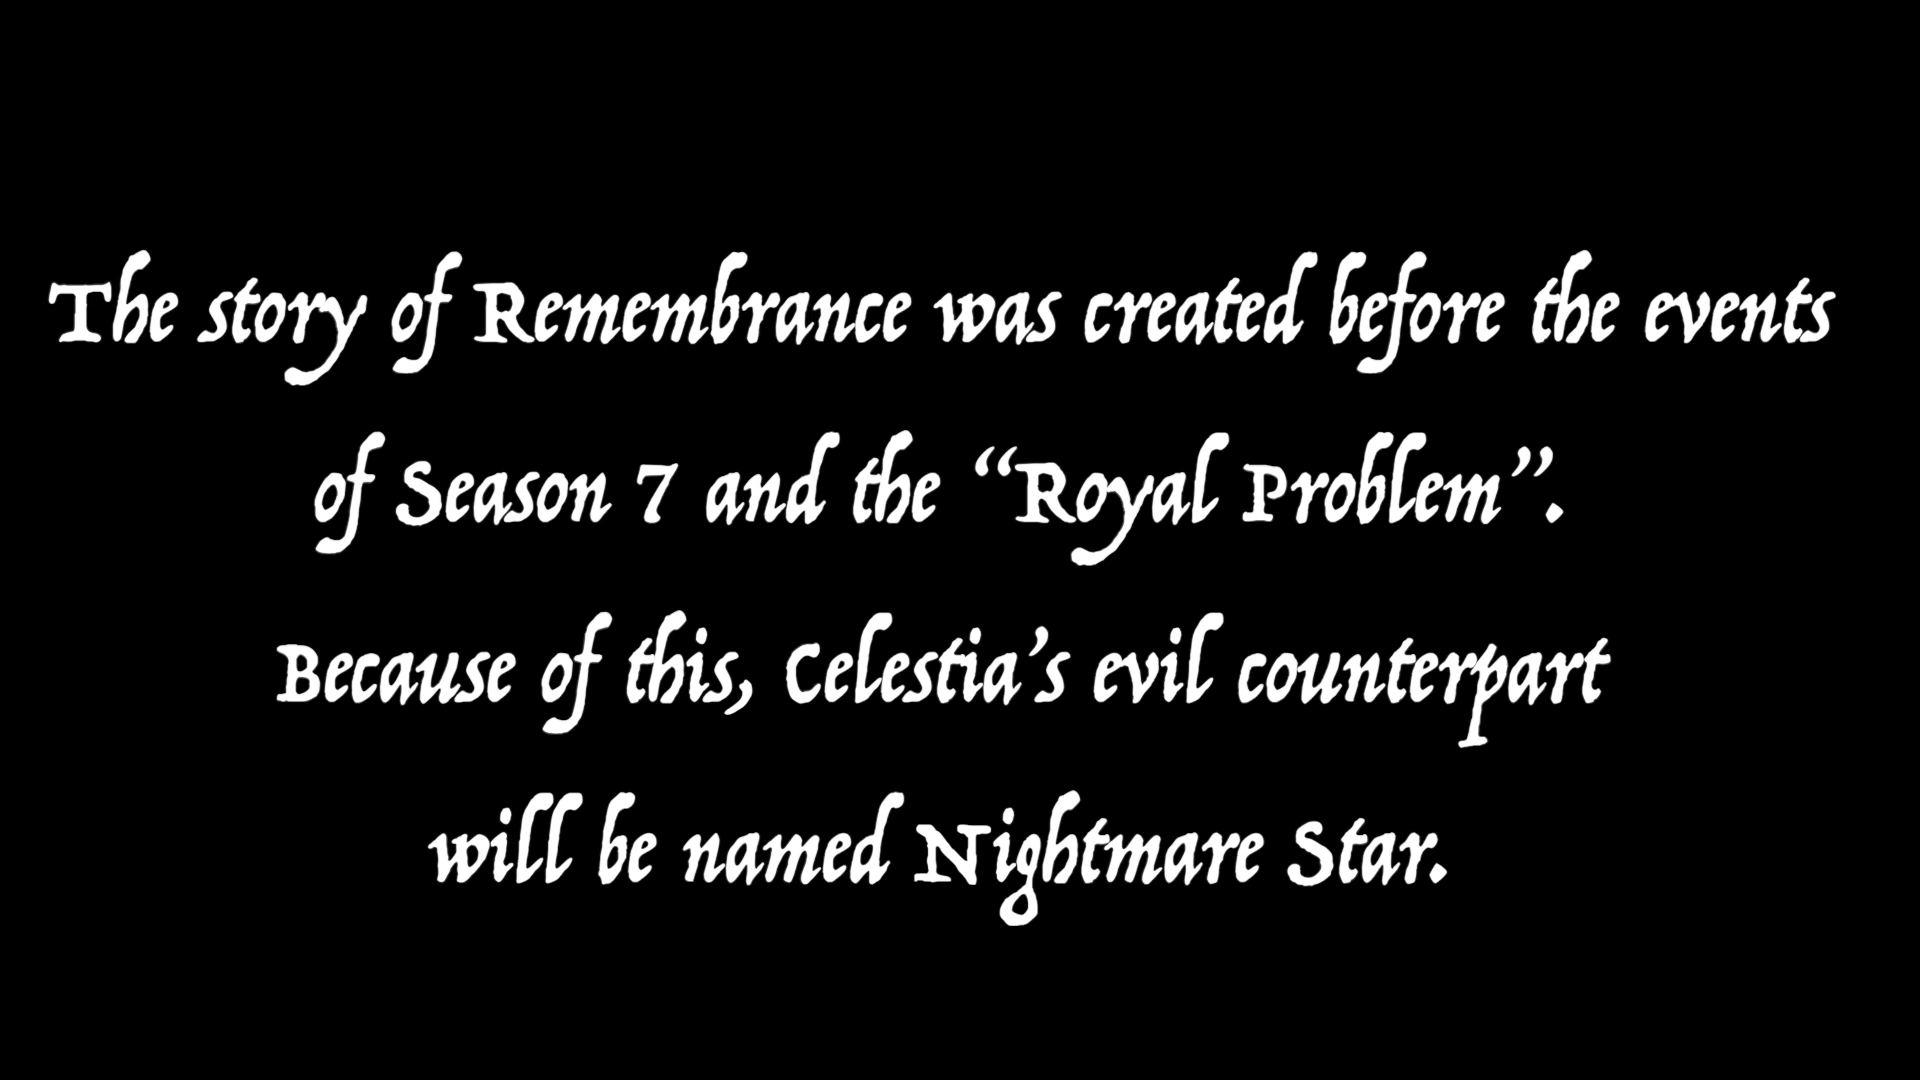 The story of Remembrance was created before the events
of Season 7 and the “Royal Problem”.
Because of this, Celestia’s evil counterpart
will be named Nightmare Star.